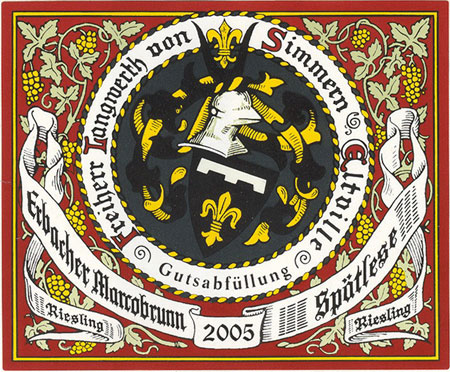 Freiherr Langwerth von Simmern Eltville
Gutsabfüllung
Erbacher Marcobrunn
Spätlese
Riesling
2005
Riesling